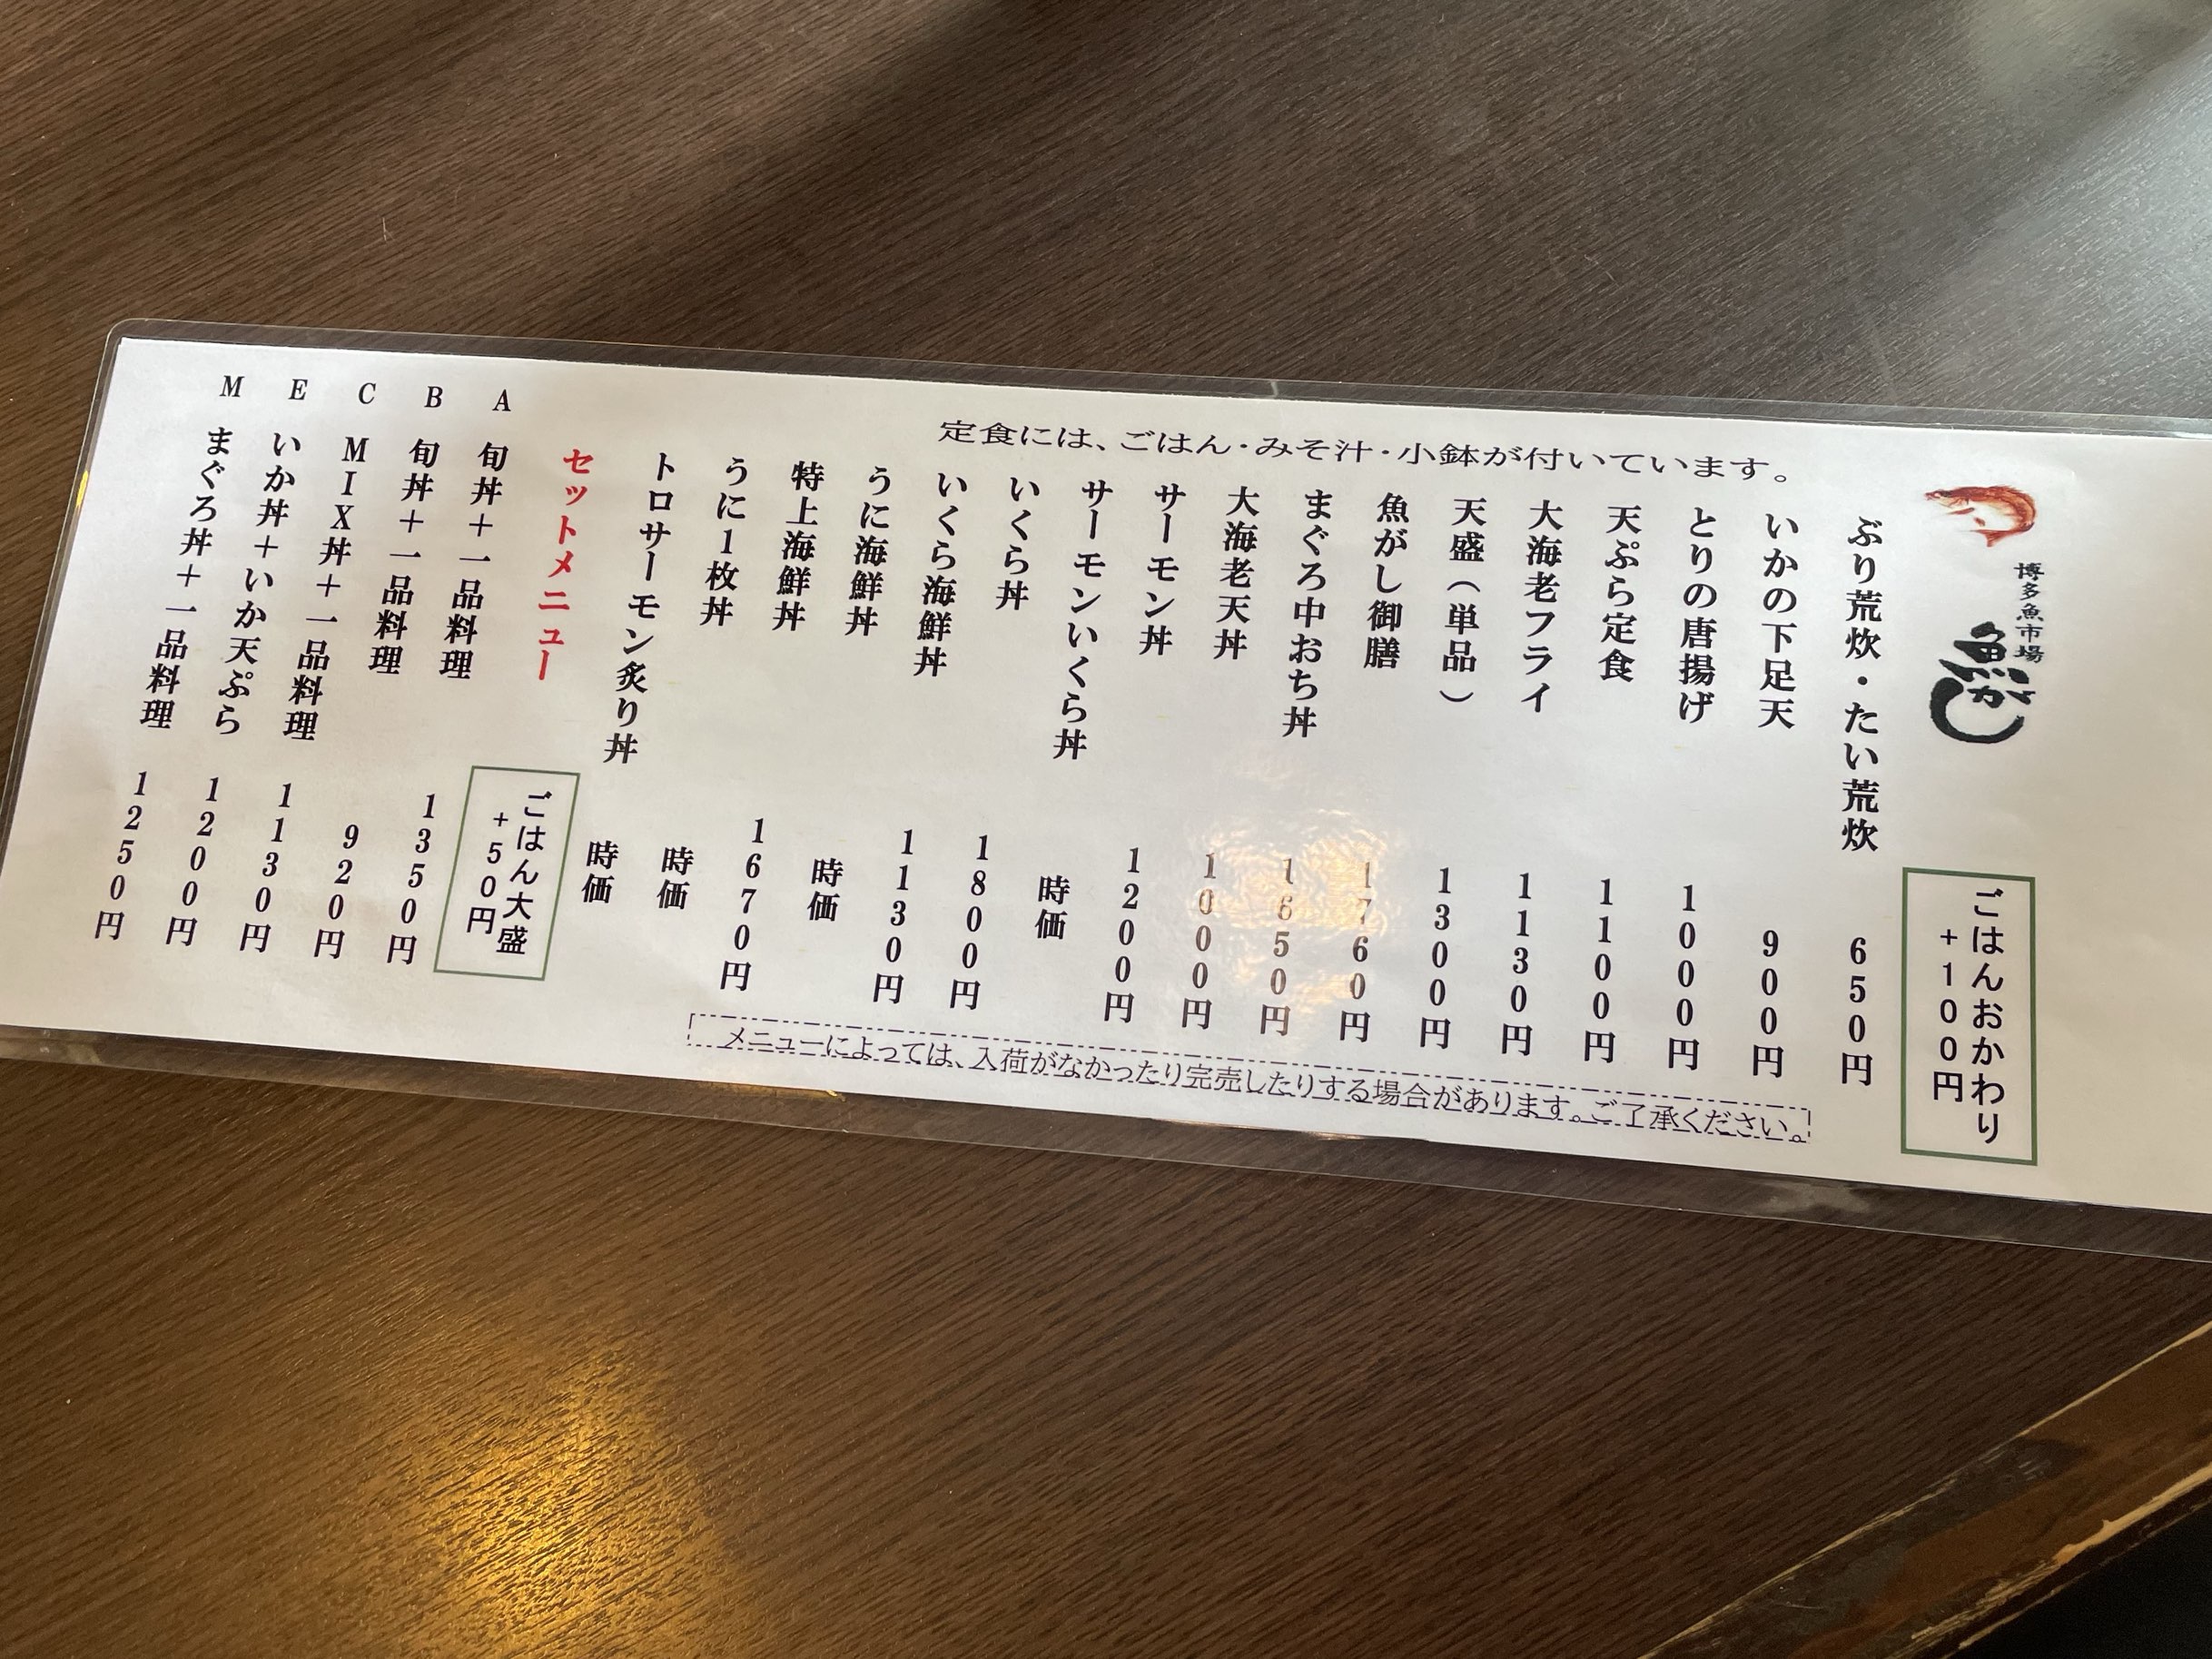 博多魚市場
魚がし
ごはんおかわり
+100円
定食には、ごはん・みそ汁・小鉢が付いています。
ぶり荒炊・たい荒炊 650円
いかの下足天 900円
とりの唐揚げ 1000円
天ぷら定食 1100円
大海老フライ 1130円
天盛（単品） 1300円
魚がし御膳 1760円
まぐろ中おち丼 1650円
大海老天丼 1000円
サーモン丼 1200円
サーモンいくら丼 時価
いくら丼 1800円
いくら海鮮丼 1130円
うに海鮮丼 時価
特上海鮮丼 1670円
うに1枚丼 時価
トロサーモン炙り丼 時価
セットメニュー
ごはん大盛
+50円
A 旬丼+一品料理 1350円
B 旬丼+一品料理 920円
C MIX丼+一品料理 1130円
E いか丼+いか天ぷら 1200円
M まぐろ丼+一品料理 1250円
メニューによっては、入荷がなかったり完売したりする場合があります。ご了承ください。